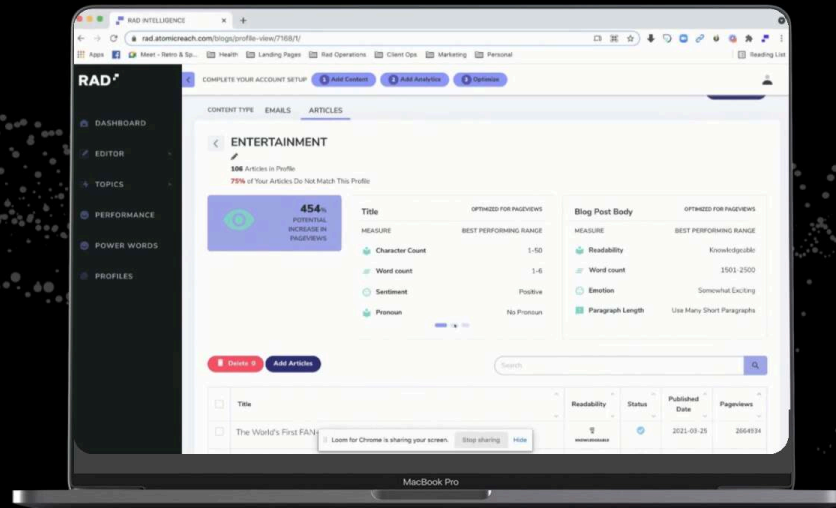 RAD INTELLIGENCE
rad.atomicreach.com/blogs/profile-view/7168/1/
Apps Meet - Retro & Sp... Health Landing Pages Rad Operations Client Ops Marketing Personal Reading List
RAD
COMPLETE YOUR ACCOUNT SETUP 1 Add Content 2 Add Analytics 3 Optimize
CONTENT TYPE EMAILS ARTICLES
DASHBOARD
EDITOR
TOPICS
PERFORMANCE
POWER WORDS
PROFILES
ENTERTAINMENT
106 Articles in Profile
75% of Your Articles Do Not Match This Profile
454%
POTENTIAL
INCREASE IN
PAGEVIEWS
Title OPTIMIZED FOR PAGEVIEWS
MEASURE BEST PERFORMING RANGE
Character Count 1-50
Word count 1-6
Sentiment Positive
Pronoun No Pronoun
Blog Post Body OPTIMIZED FOR PAGEVIEWS
MEASURE BEST PERFORMING RANGE
Readability Knowledgeable
Word count 1501-2500
Emotion Somewhat Exciting
Paragraph Length Use Many Short Paragraphs
Delete 0 Add Articles Search
Title Readability Status Published Date Pageviews
The World's First FAN KNOWLEDGEABLE 2021-03-25 2664934
Loom for Chrome is sharing your screen. Stop sharing Hide
MacBook Pro